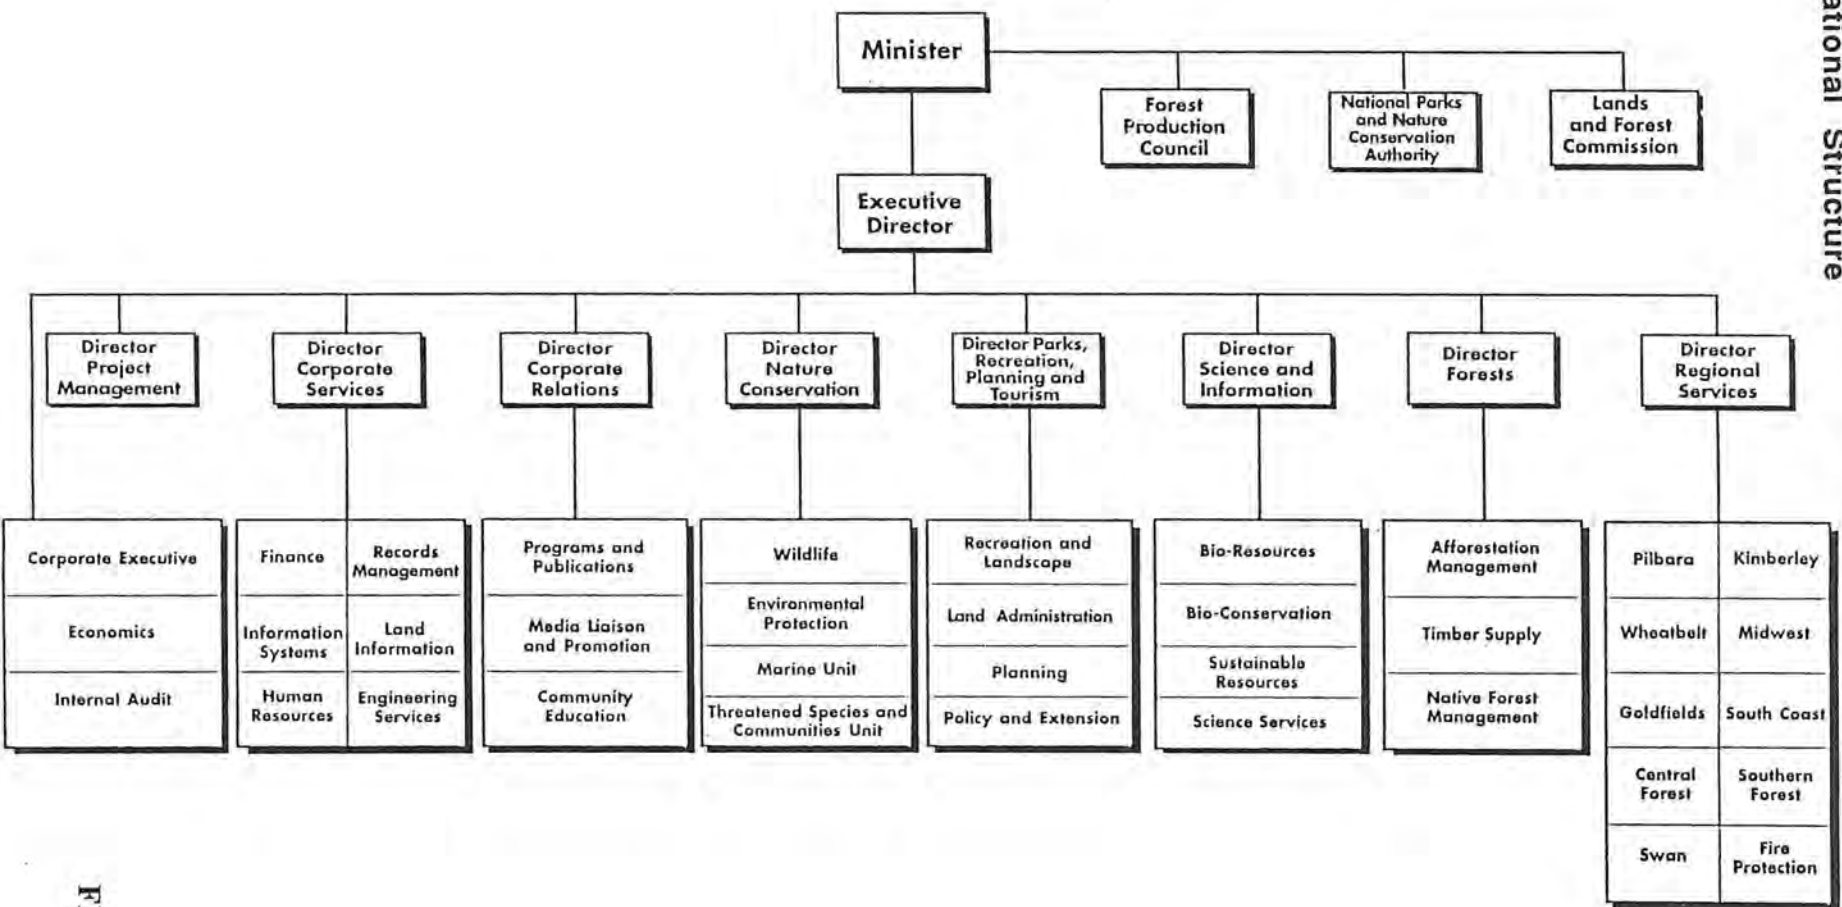 ational Structure
Minister
Forest
Production
Council
National Parks
and Nature
Conservation
Authority
Lands
and Forest
Commission
Executive
Director
Director
Project
Management
Director
Corporate
Services
Director
Corporate
Relations
Director
Nature
Conservation
Director Parks,
Recreation,
Planning and
Tourism
Director
Science and
Information
Director
Forests
Director
Regional
Services
Corporate Executive
Economics
Internal Audit
Finance
Records
Management
Information
Systems
Land
Information
Human
Resources
Engineering
Services
Programs and
Publications
Media Liaison
and Promotion
Community
Education
Wildlife
Environmental
Protection
Marine Unit
Threatened Species and
Communities Unit
Recreation and
Landscape
Land Administration
Planning
Policy and Extension
Bio-Resources
Bio-Conservation
Sustainable
Resources
Science Services
Afforestation
Management
Timber Supply
Native Forest
Management
Pilbara
Kimberley
Wheatbelt
Midwest
Goldfields
South Coast
Central
Forest
Southern
Forest
Swan
Fire
Protection